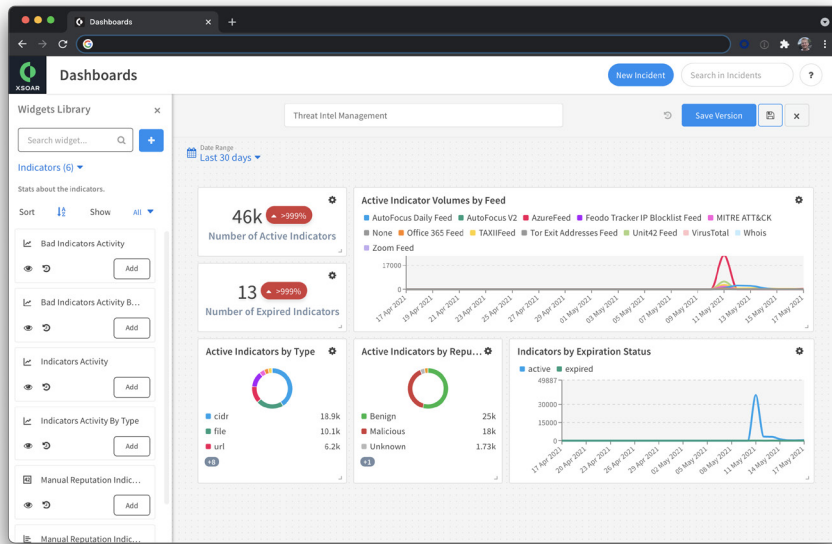 Dashboards
XSOAR
Dashboards
New Incident
Search in Incidents
?
Widgets Library
Search widget...
Indicators (6)
Stats about the indicators.
Sort
Show
All
Bad Indicators Activity
Add
Bad Indicators Activity B...
Add
Indicators Activity
Add
Indicators Activity By Type
Add
Manual Reputation Indic...
Add
Manual Reputation Indic...
Threat Intel Management
Save Version
Date Range
Last 30 days
46k >999%
Number of Active Indicators
13 >999%
Number of Expired Indicators
Active Indicator Volumes by Feed
AutoFocus Daily Feed AutoFocus V2 AzureFeed Feodo Tracker IP Blocklist Feed MITRE ATT&CK
None Office 365 Feed TAXIIFeed Tor Exit Addresses Feed Unit42 Feed VirusTotal Whois
Zoom Feed
17000
0
17 Apr 2021 19 Apr 2021 21 Apr 2021 23 Apr 2021 25 Apr 2021 27 Apr 2021 29 Apr 2021 01 May 2021 03 May 2021 05 May 2021 07 May 2021 09 May 2021 11 May 2021 13 May 2021 15 May 2021 17 May 2021
Active Indicators by Type
cidr 18.9k
file 10.1k
url 6.2k
+8
Active Indicators by Repu...
Benign 25k
Malicious 18k
Unknown 1.73k
+1
Indicators by Expiration Status
active expired
49887
30000
15000
0
17 Apr 2021 20 Apr 2021 23 Apr 2021 26 Apr 2021 29 Apr 2021 02 May 2021 05 May 2021 08 May 2021 11 May 2021 14 May 2021 17 May 2021